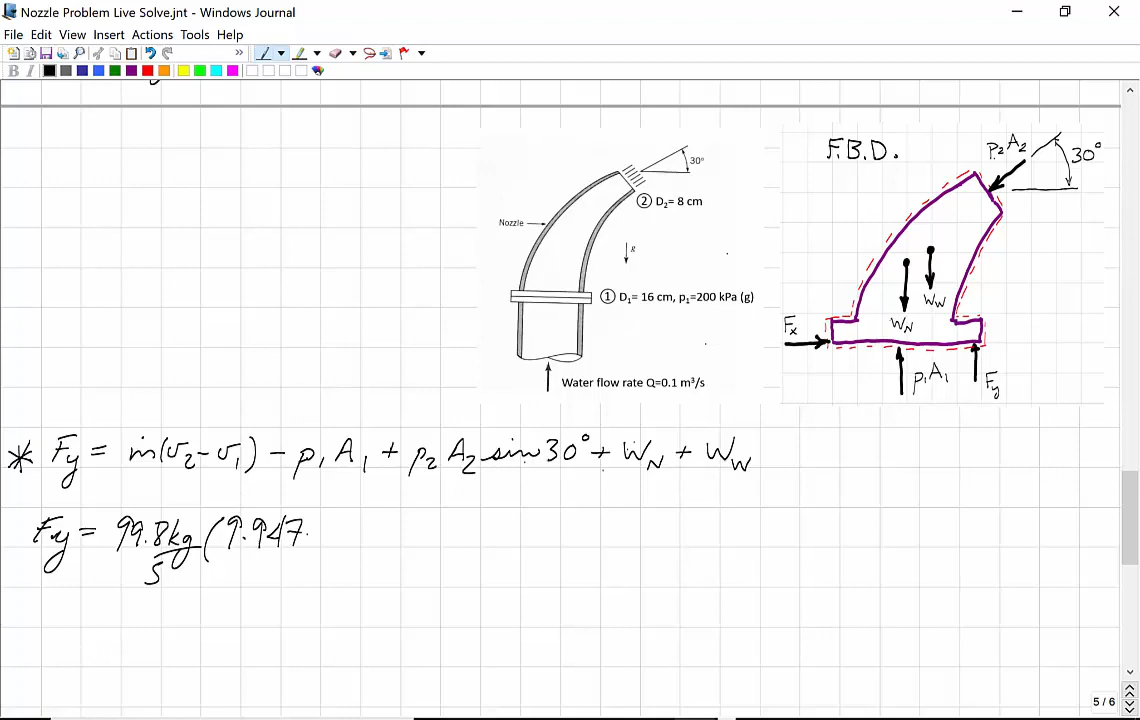 Nozzle Problem Live Solve.jnt - Windows Journal
File Edit View Insert Actions Tools Help
B I
F.B.D.
p₂A₂
30°
30°
② D₂= 8 cm
Nozzle
g
① D₁= 16 cm, p₁=200 kPa (g)
W_W
W_N
F_x
p₁A₁
F_y
Water flow rate Q=0.1 m³/s
* F_y = ṁ(v₂-v₁) - p₁A₁ + p₂A₂ sin30° + W_N + W_W
F_y = 99.8 kg/s (9.947
5 / 6